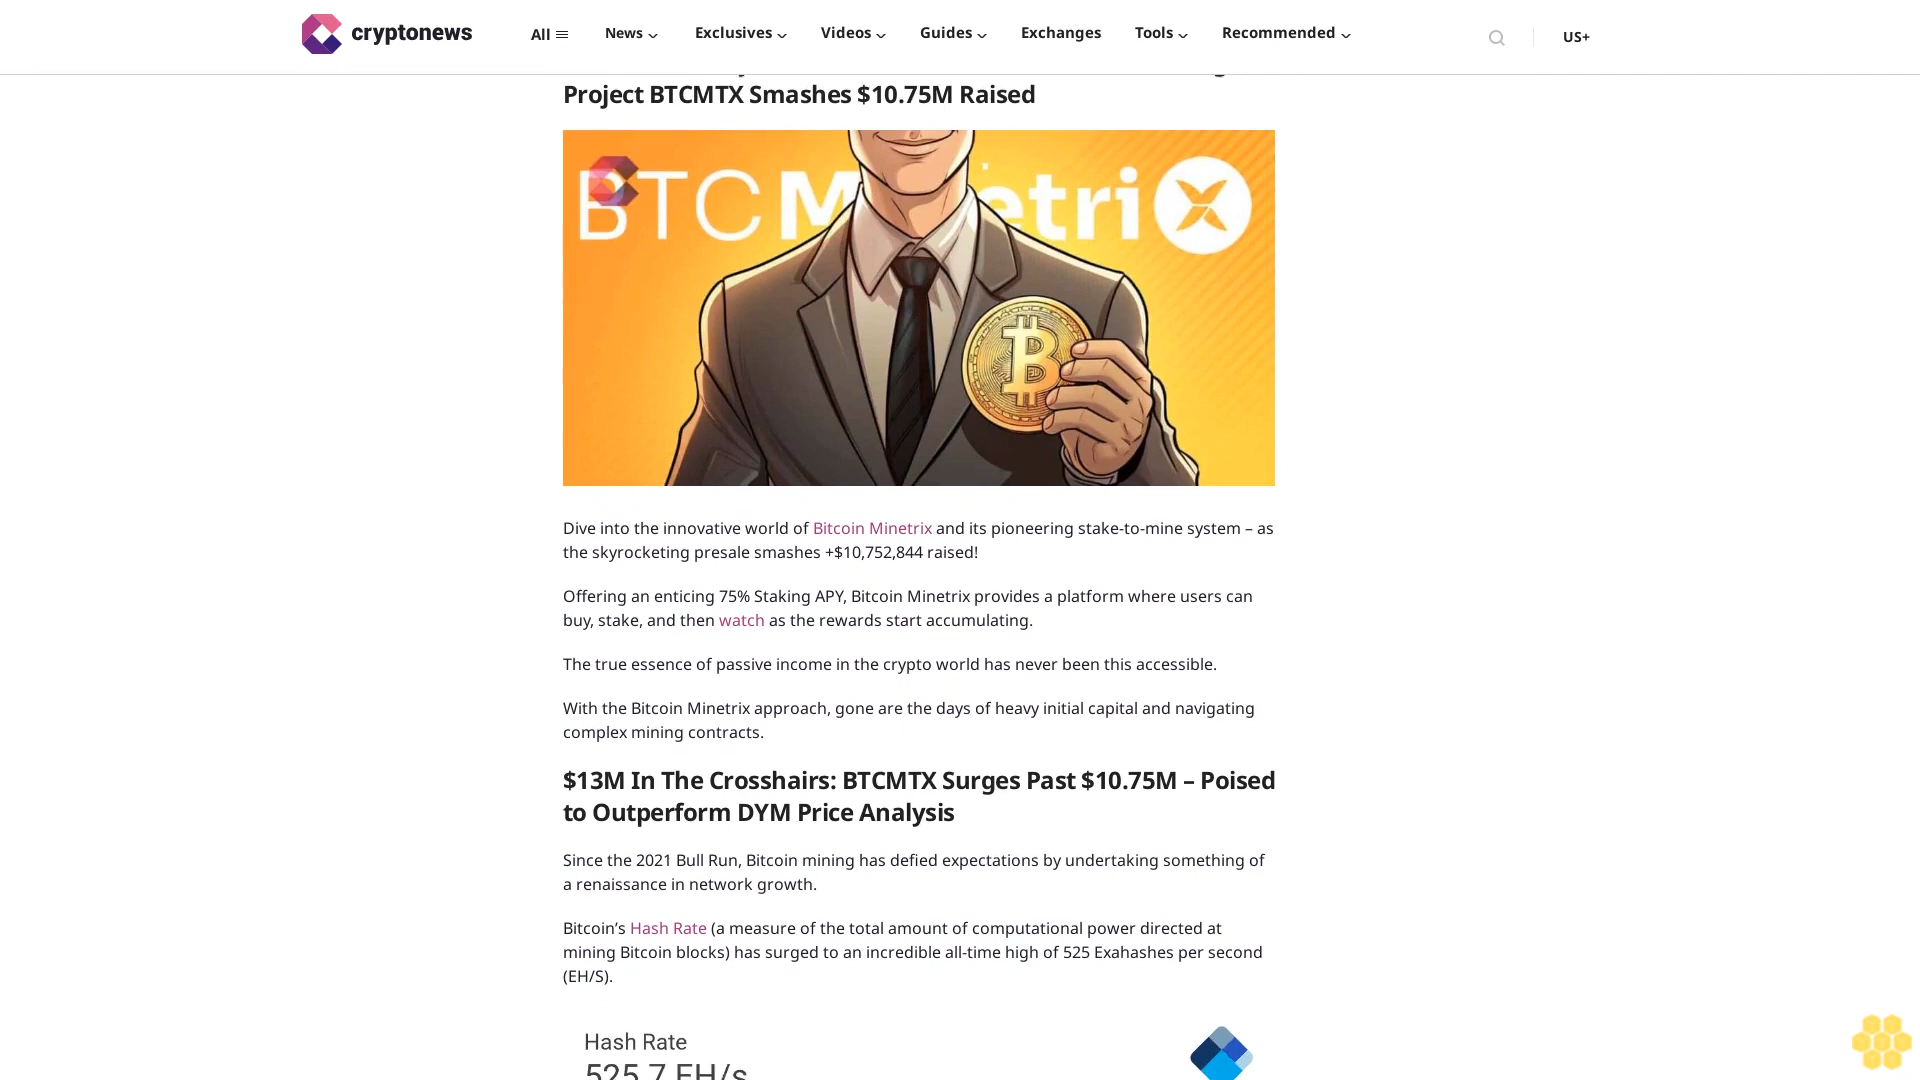 cryptonews
All
News
Exclusives
Videos
Guides
Exchanges
Tools
Recommended
US+
Project BTCMTX Smashes $10.75M Raised
BTC M etri
Dive into the innovative world of Bitcoin Minetrix and its pioneering stake-to-mine system – as
the skyrocketing presale smashes +$10,752,844 raised!
Offering an enticing 75% Staking APY, Bitcoin Minetrix provides a platform where users can
buy, stake, and then watch as the rewards start accumulating.
The true essence of passive income in the crypto world has never been this accessible.
With the Bitcoin Minetrix approach, gone are the days of heavy initial capital and navigating
complex mining contracts.
$13M In The Crosshairs: BTCMTX Surges Past $10.75M – Poised
to Outperform DYM Price Analysis
Since the 2021 Bull Run, Bitcoin mining has defied expectations by undertaking something of
a renaissance in network growth.
Bitcoin’s Hash Rate (a measure of the total amount of computational power directed at
mining Bitcoin blocks) has surged to an incredible all-time high of 525 Exahashes per second
(EH/S).
Hash Rate
525.7 EH/s